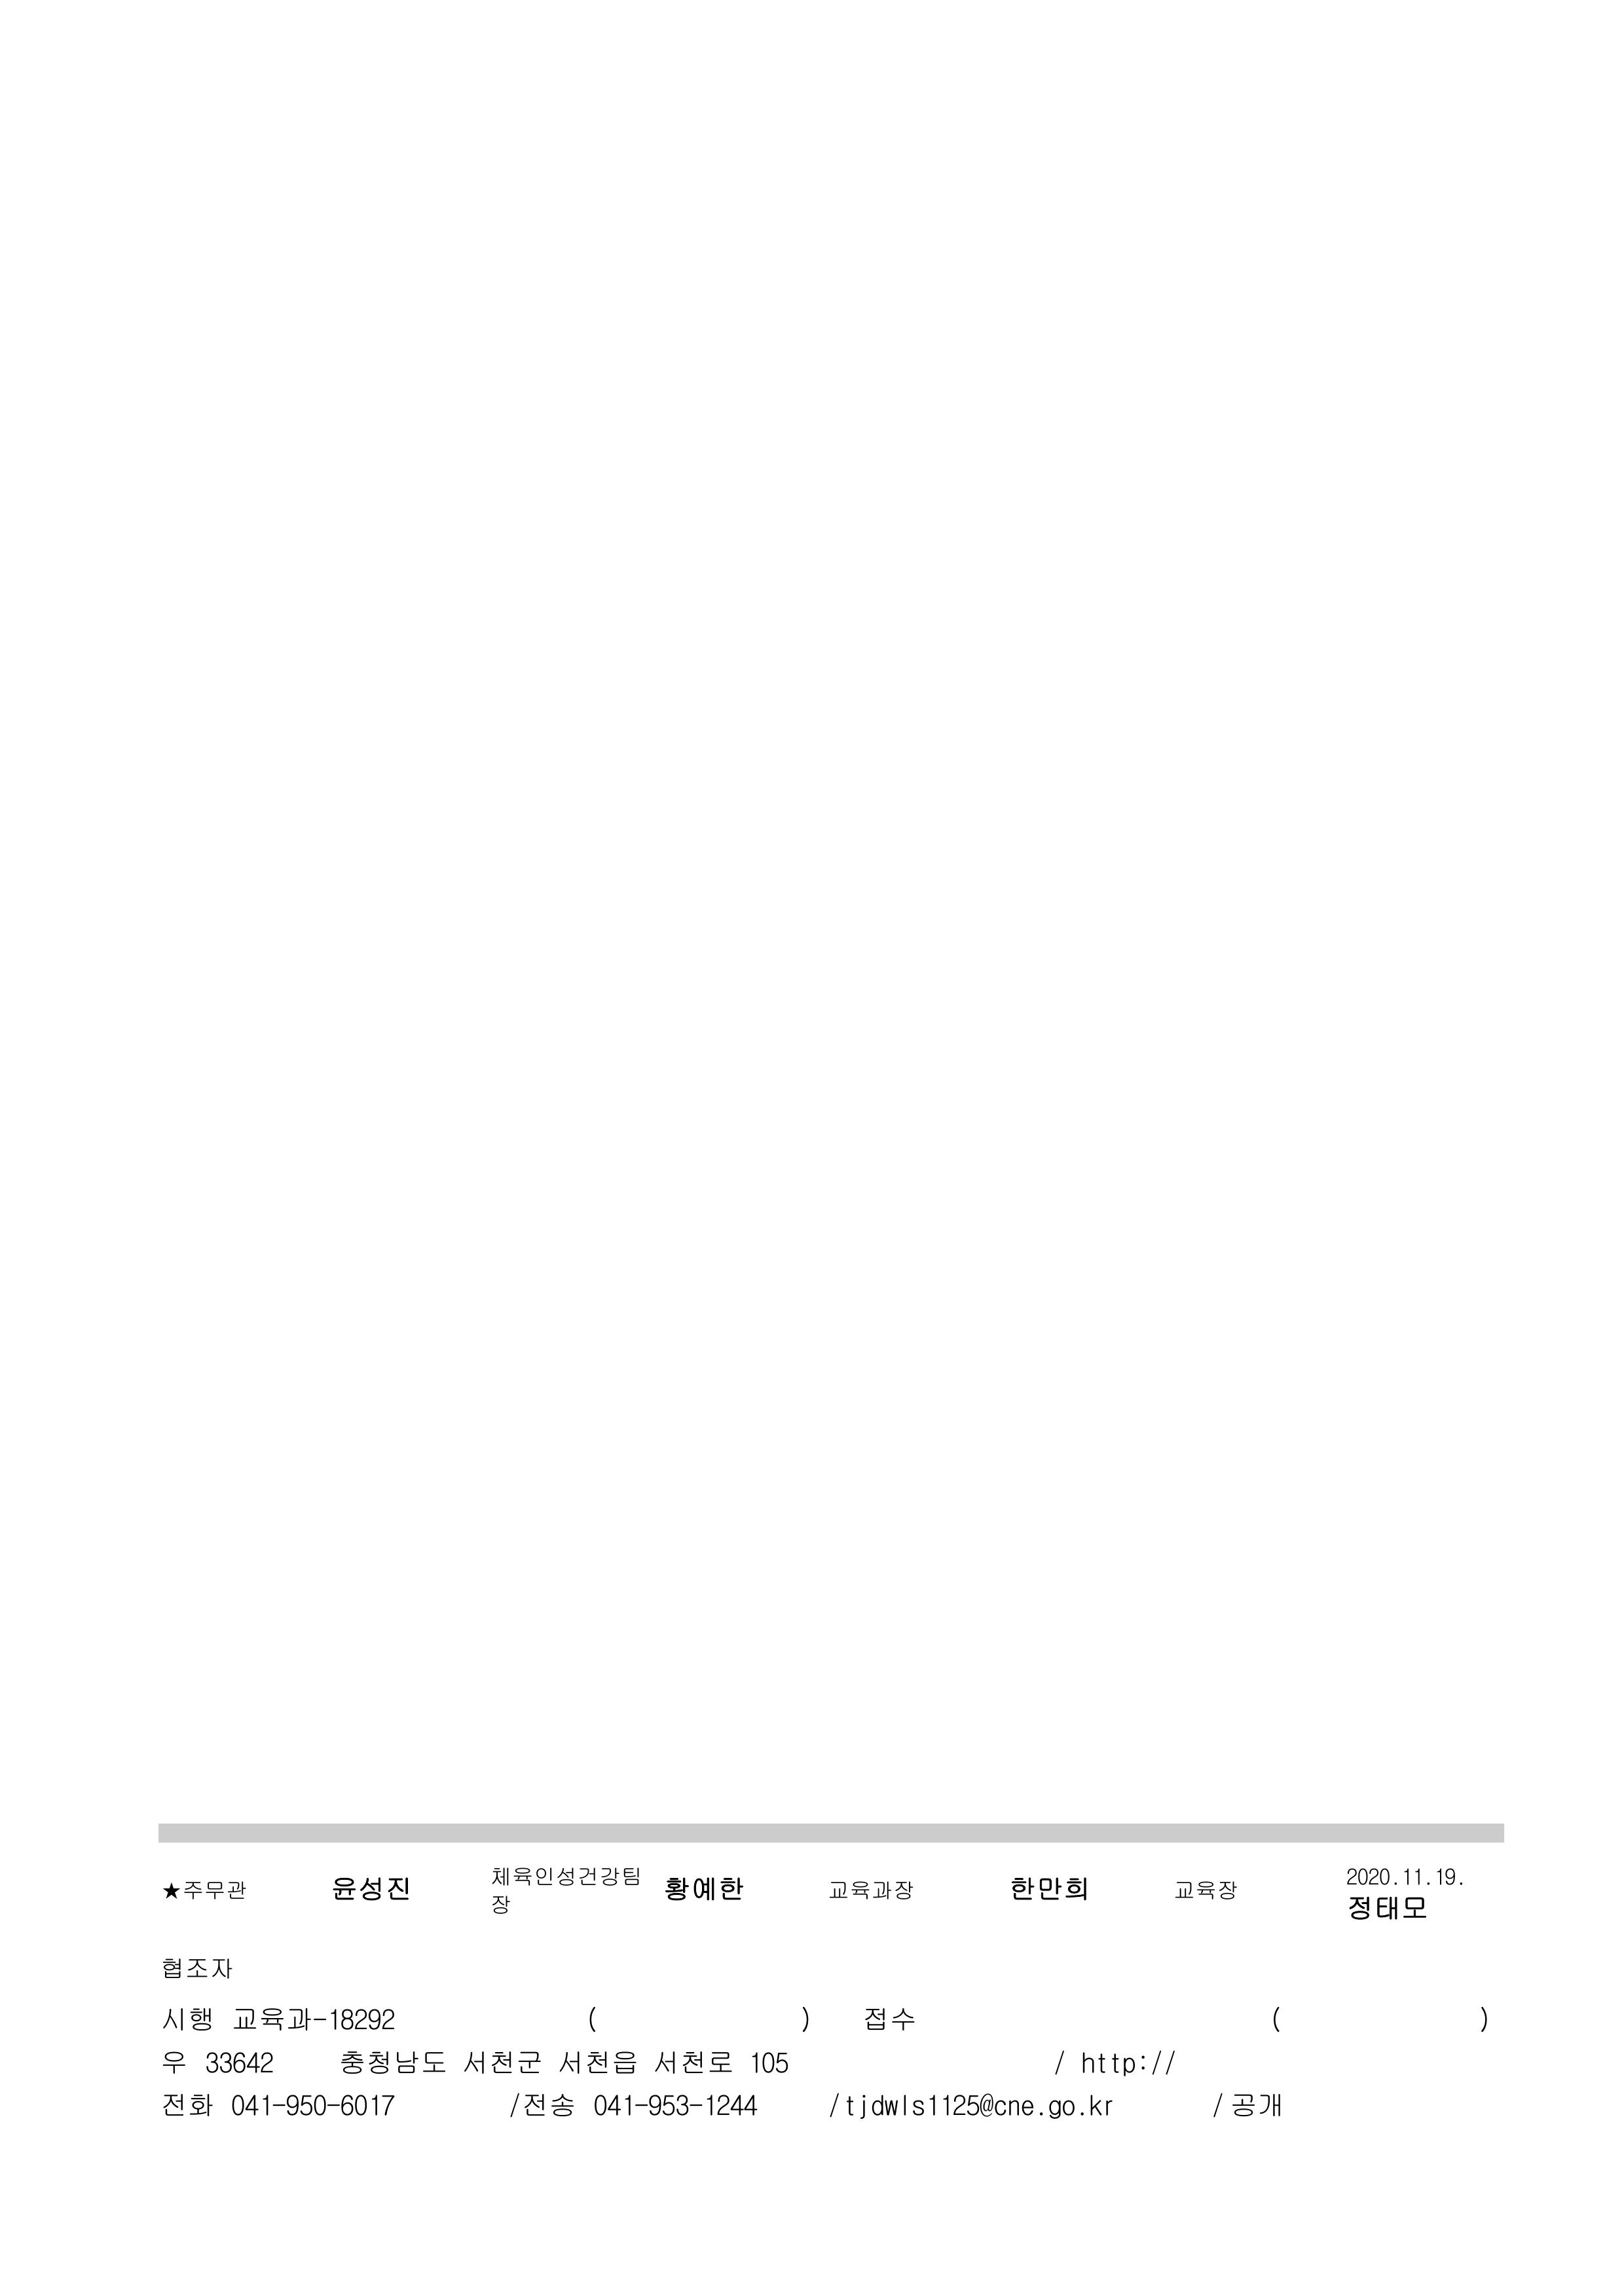 ★주무관 윤성진 체육인성건강팀장 황예한 교육과장 한만희 교육장 2020.11.19. 정태모
협조자
시행 교육과-18292 ( ) 접수 ( )
우 33642 충청남도 서천군 서천읍 서천로 105 / http://
전화 041-950-6017 /전송 041-953-1244 /tjdwls1125@cne.go.kr / 공개